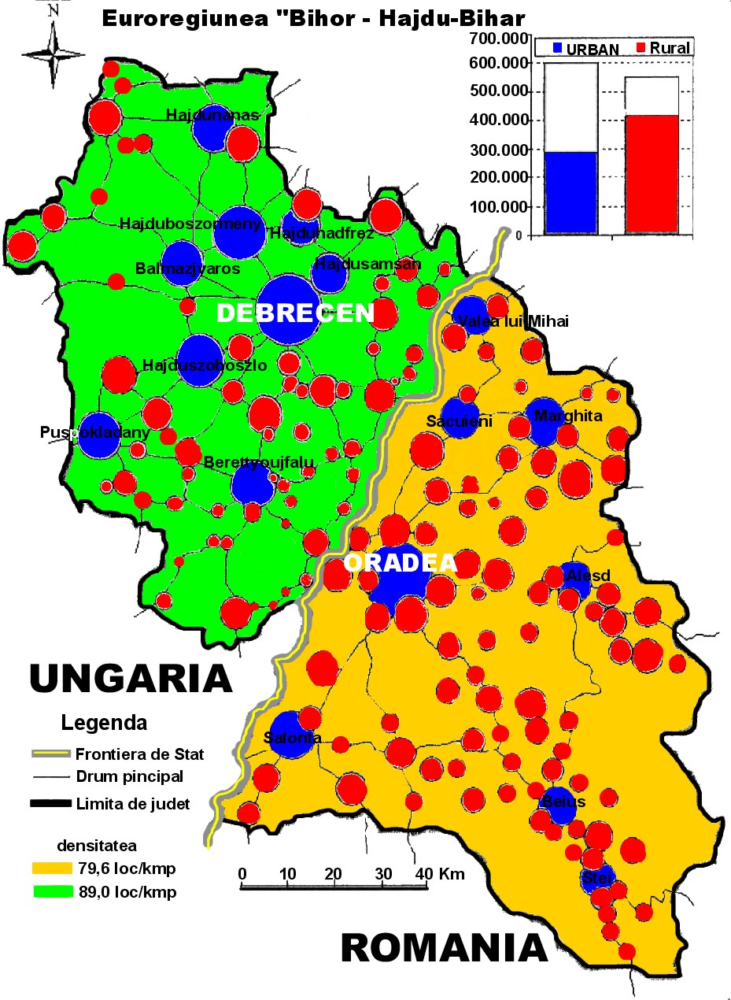 N
Euroregiunea "Bihor - Hajdu-Bihar
700.000
600.000
500.000
400.000
300.000
200.000
100.000
0
URBAN
Rural
Hajdunanas
Hajduboszormeny
Hajduhadfrez
Balmazjvaros
Hajdusamsan
DEBRECEN
Valea lui Mihai
Hajduszoboszlo
Puspokladany
Sacuieni
Marghita
Berettyoujfalu
ORADEA
Alesd
UNGARIA
Legenda
Salonta
Frontiera de Stat
Drum pincipal
Limita de judet
Beius
densitatea
79,6 loc/kmp
89,0 loc/kmp
0 10 20 30 40 Km
Stei
ROMANIA